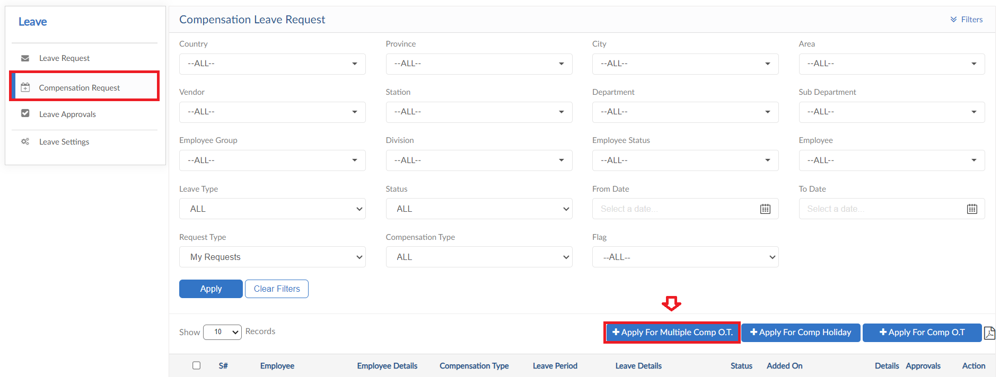 Leave
Leave Request
Compensation Request
Leave Approvals
Leave Settings
Compensation Leave Request
Filters
Country Province City Area
--ALL-- --ALL-- --ALL-- --ALL--
Vendor Station Department Sub Department
--ALL-- --ALL-- --ALL-- --ALL--
Employee Group Division Employee Status Employee
--ALL-- --ALL-- --ALL-- --ALL--
Leave Type Status From Date To Date
ALL ALL Select a date... Select a date...
Request Type Compensation Type Flag
My Requests ALL --ALL--
Apply Clear Filters
Show 10 Records + Apply For Multiple Comp O.T. + Apply For Comp Holiday + Apply For Comp O.T
S# Employee Employee Details Compensation Type Leave Period Leave Details Status Added On Details Approvals Action